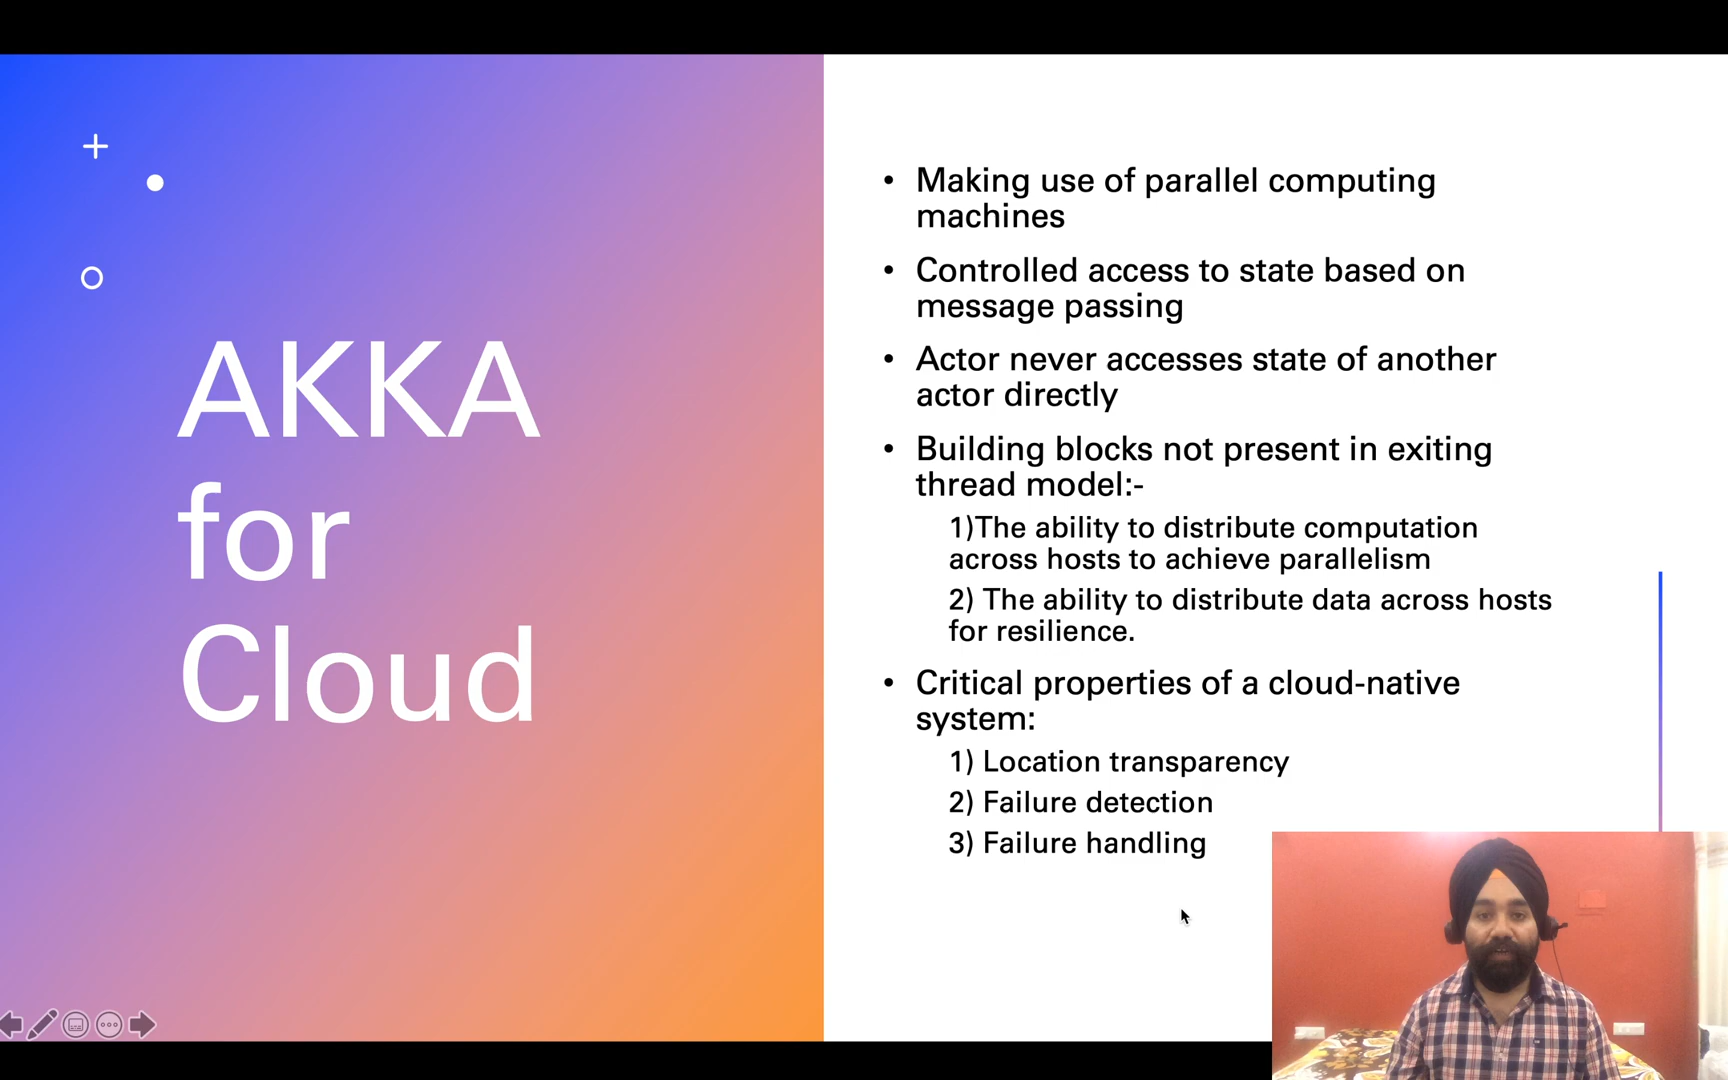 AKKA
for
Cloud
• Making use of parallel computing
machines
• Controlled access to state based on
message passing
• Actor never accesses state of another
actor directly
• Building blocks not present in exiting
thread model:-
1)The ability to distribute computation
across hosts to achieve parallelism
2) The ability to distribute data across hosts
for resilience.
• Critical properties of a cloud-native
system:
1) Location transparency
2) Failure detection
3) Failure handling